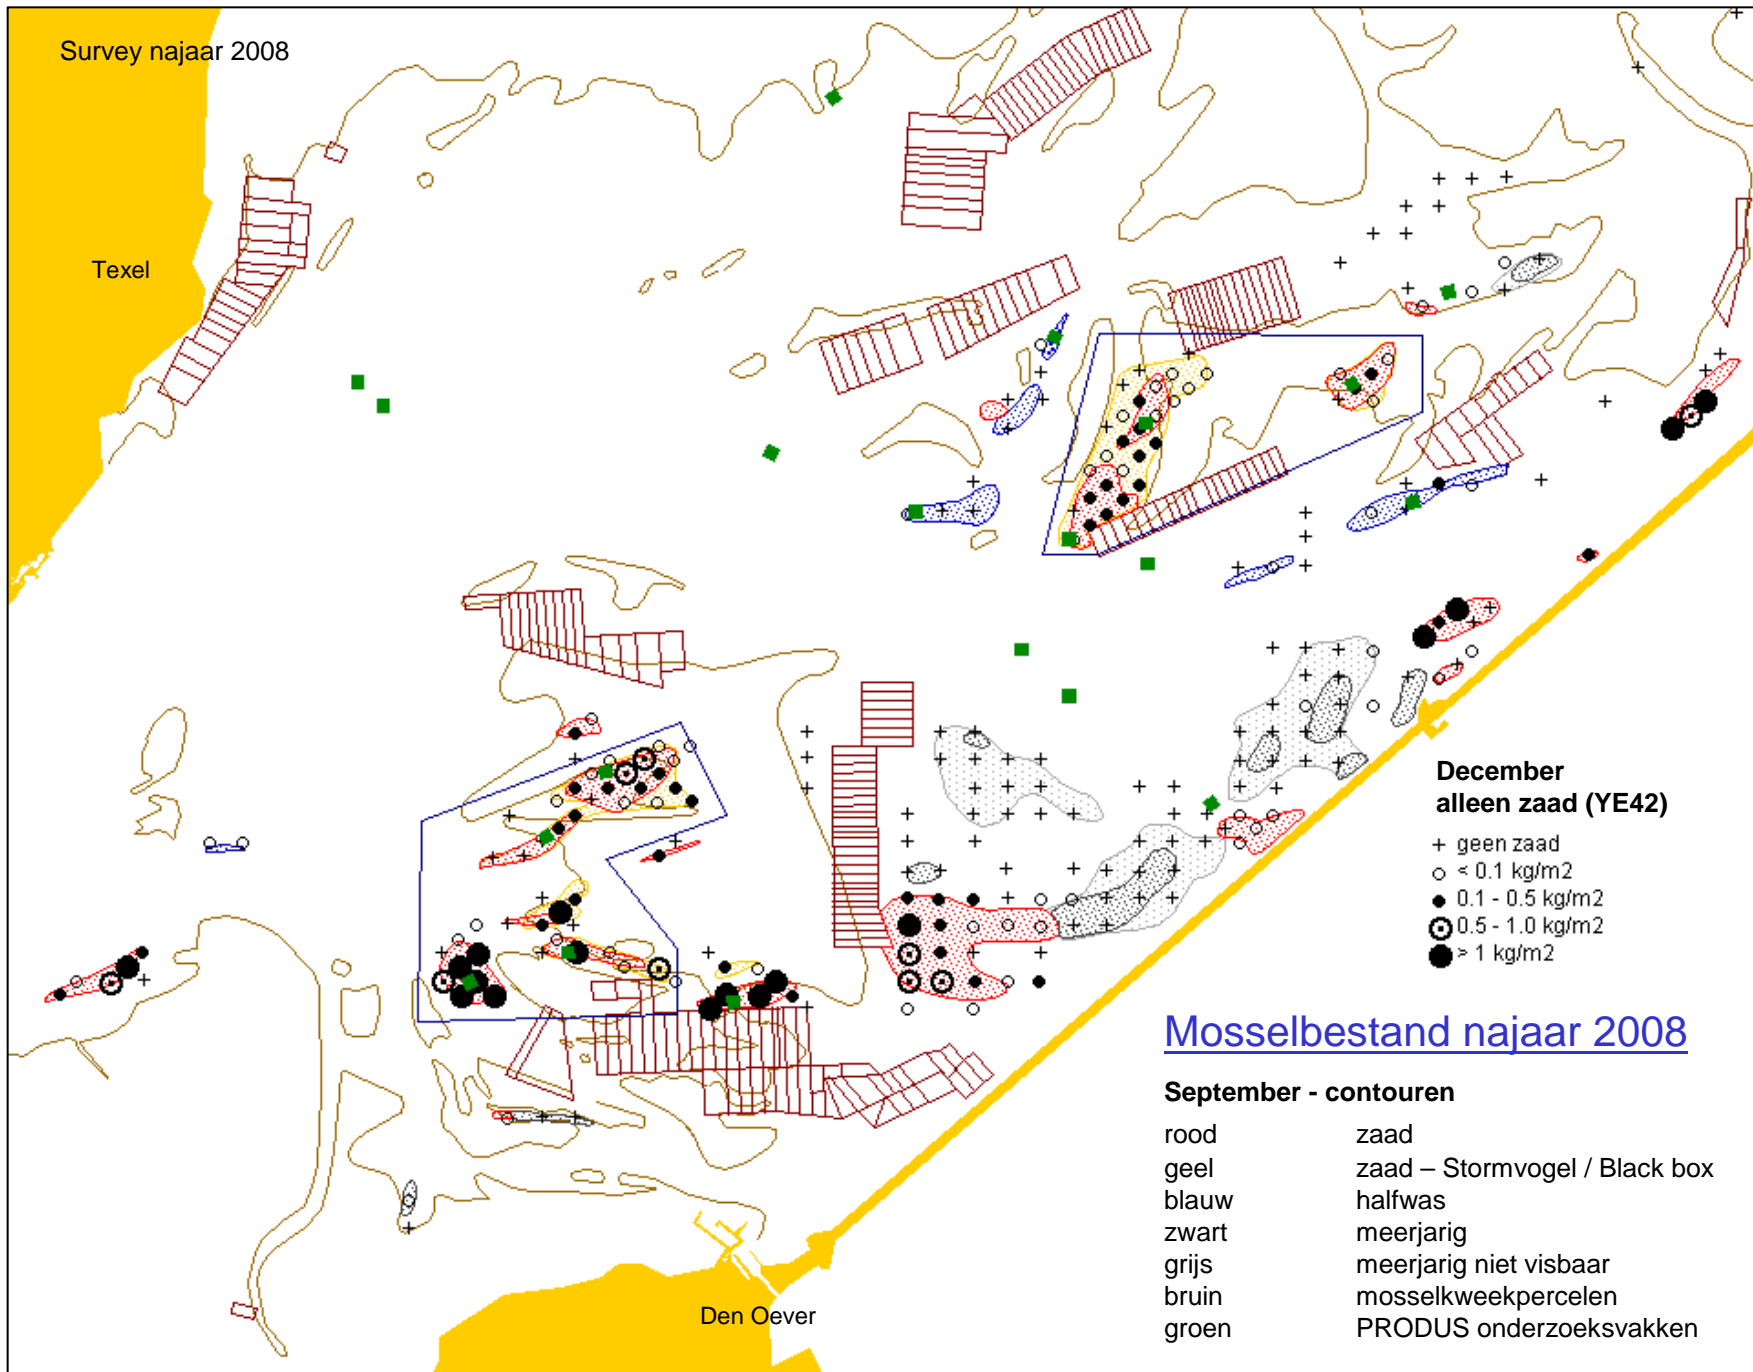 Survey najaar 2008
Texel
December
alleen zaad (YE42)
geen zaad
< 0.1 kg/m2
0.1 - 0.5 kg/m2
0.5 - 1.0 kg/m2
> 1 kg/m2
Mosselbestand najaar 2008
September - contouren
rood zaad
geel zaad – Stormvogel / Black box
blauw halfwas
zwart meerjarig
grijs meerjarig niet visbaar
bruin mosselkweekpercelen
groen PRODUS onderzoeksvakken
Den Oever